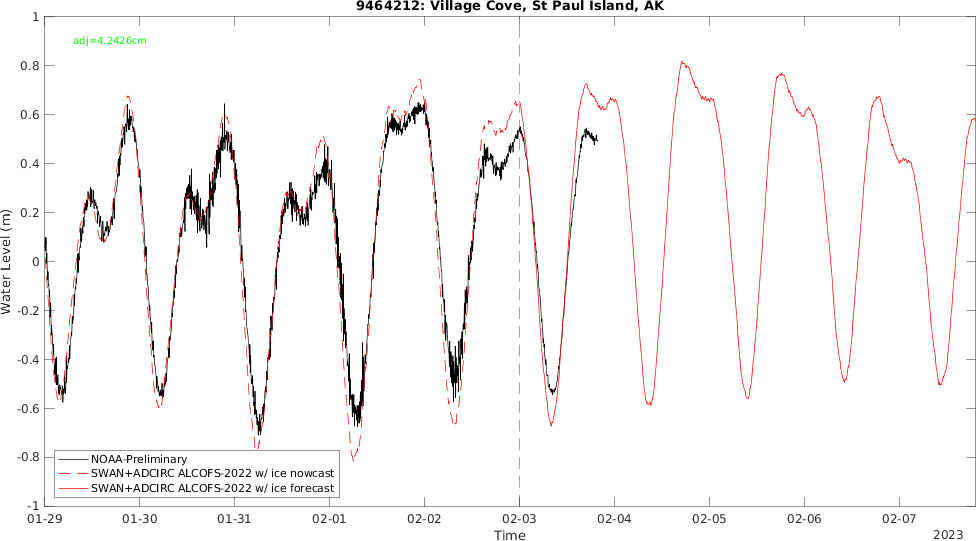 9464212: Village Cove, St Paul Island, AK
adj=4.2426cm
1
0.8
0.6
0.4
0.2
0
-0.2
-0.4
-0.6
-0.8
-1
Water Level (m)
NOAA-Preliminary
SWAN+ADCIRC ALCOFS-2022 w/ ice nowcast
SWAN+ADCIRC ALCOFS-2022 w/ ice forecast
01-29 01-30 01-31 02-01 02-02 02-03 02-04 02-05 02-06 02-07
Time
2023